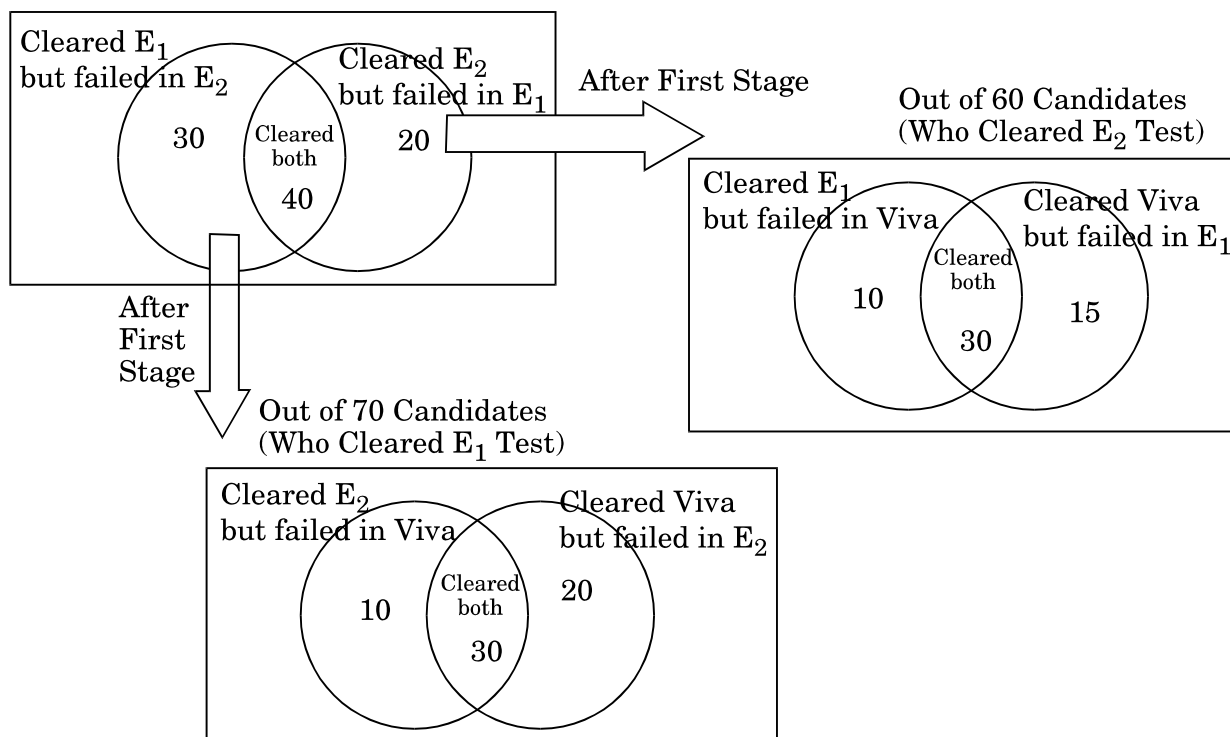 Cleared E1
but failed in E2
Cleared E2
but failed in E1
30
Cleared
both
40
20
After First Stage
Out of 60 Candidates
(Who Cleared E2 Test)
Cleared E1
but failed in Viva
Cleared Viva
but failed in E1
Cleared
both
10
30
15
After
First
Stage
Out of 70 Candidates
(Who Cleared E1 Test)
Cleared E2
but failed in Viva
Cleared Viva
but failed in E2
Cleared
both
10
30
20